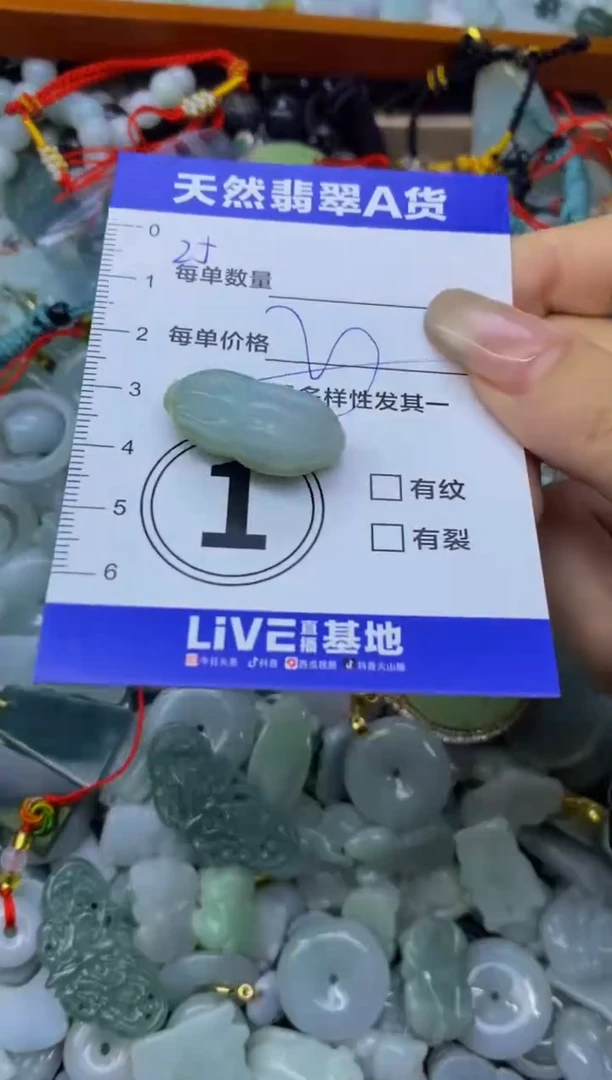 天然翡翠A货
0
1
每单数量
2
每单价格
3
多样性发其一
4
1
有纹
5
有裂
6
LiVE直播基地
今日头条 抖音 西瓜视频 抖音火山版